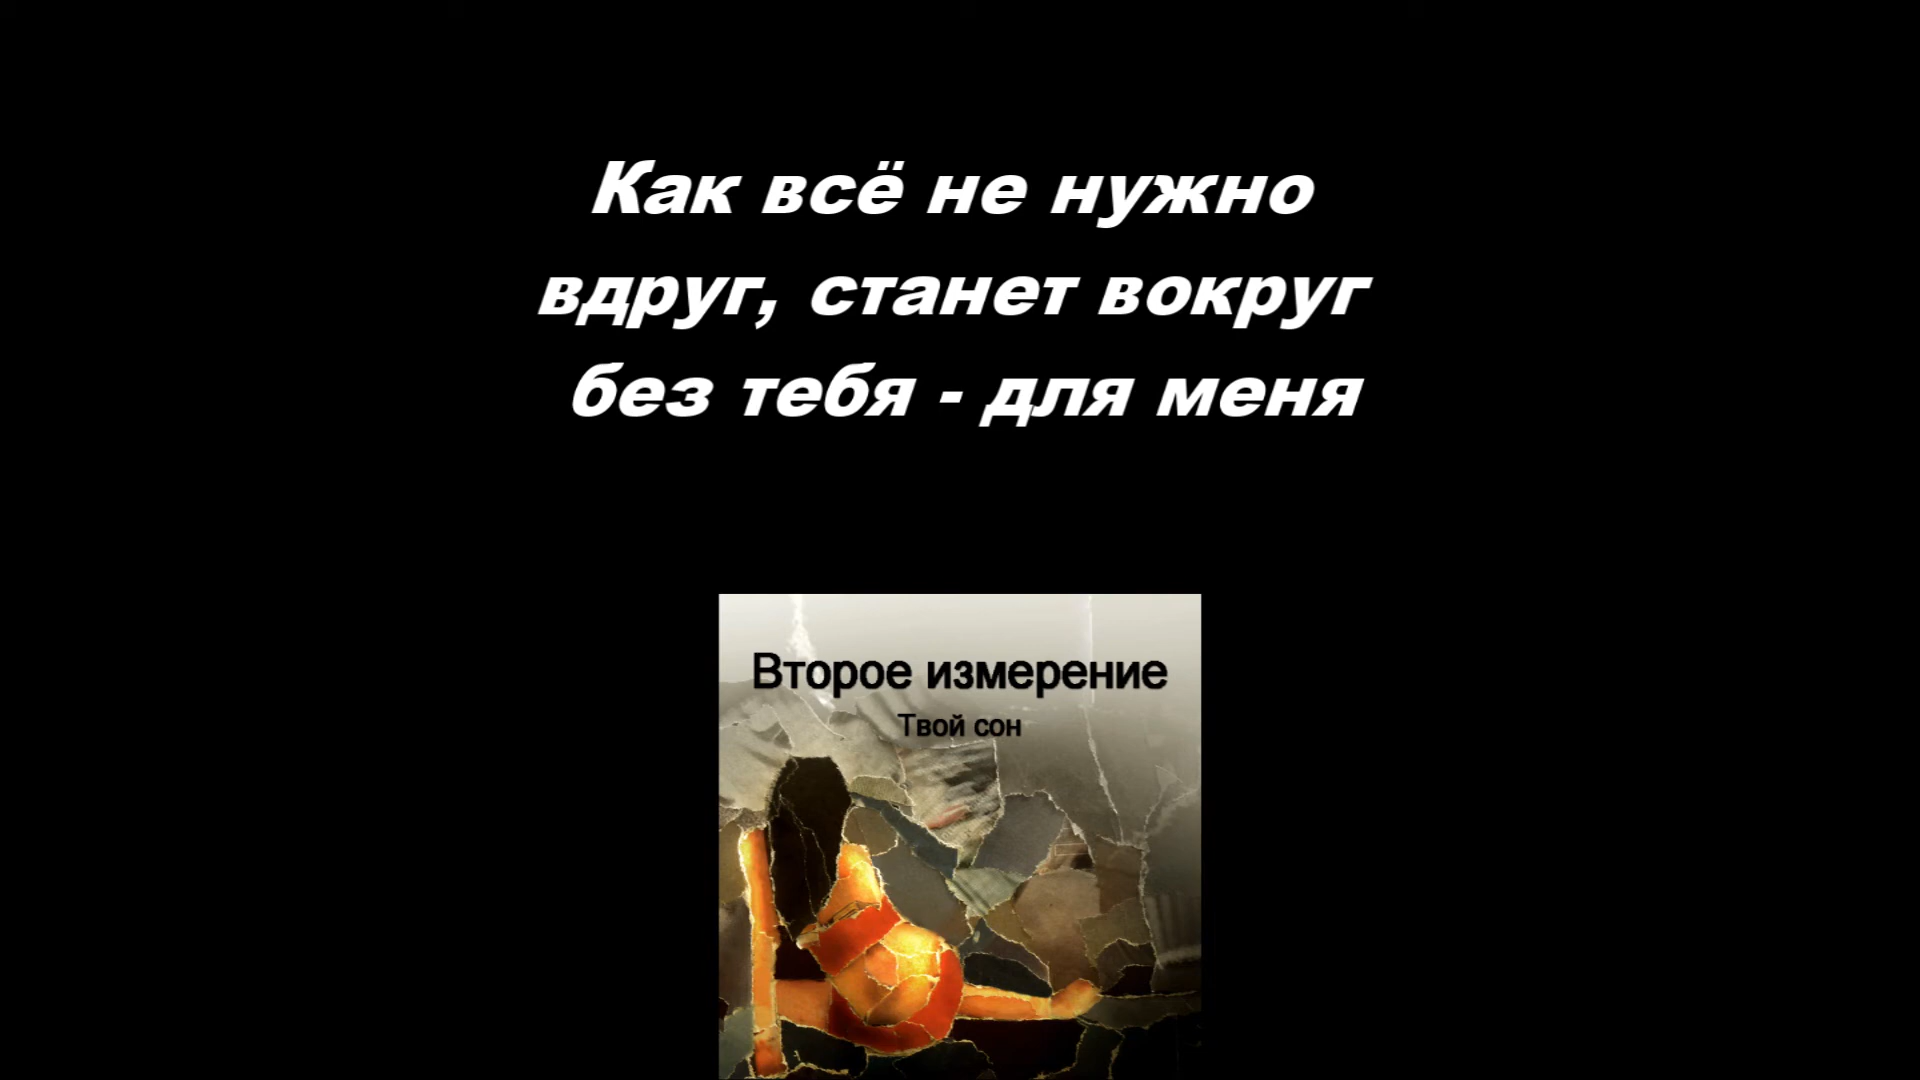 Как всё не нужно
вдруг, станет вокруг
без тебя - для меня
Второе измерение
Твой сон